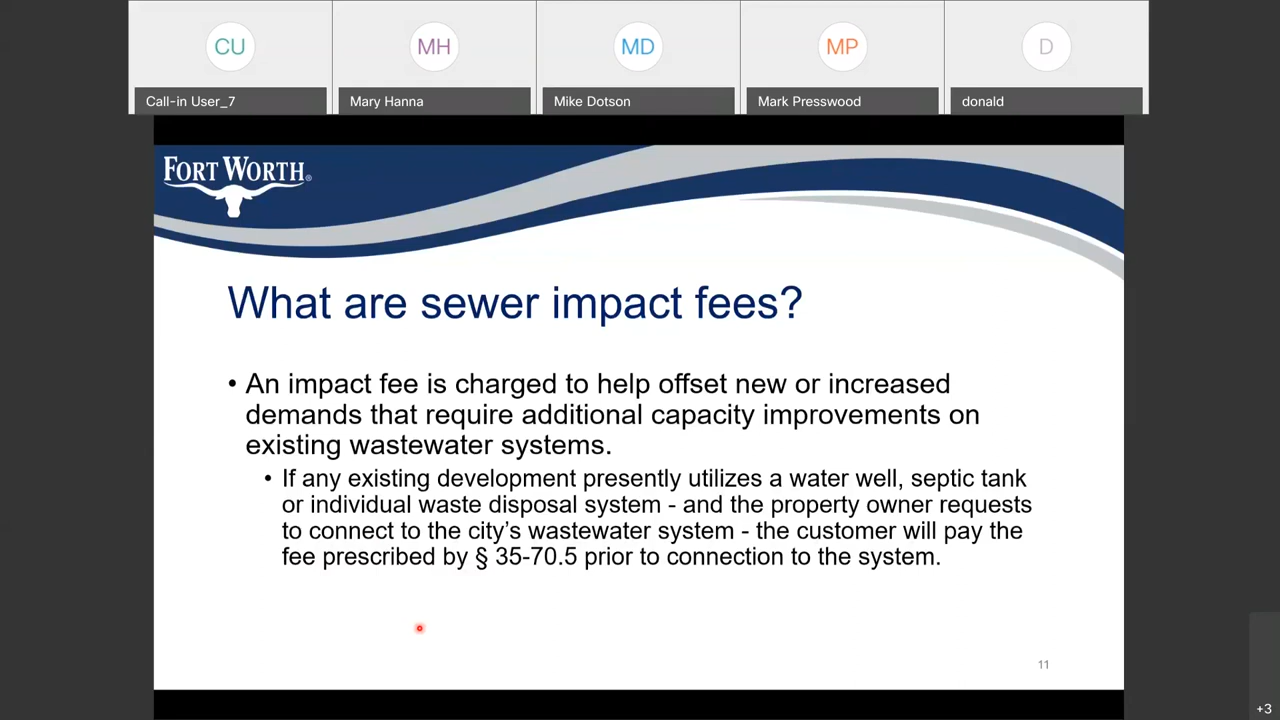 CU
MH
MD
MP
D
Call-in User_7
Mary Hanna
Mike Dotson
Mark Presswood
donald
FORT WORTH®
What are sewer impact fees?
• An impact fee is charged to help offset new or increased
demands that require additional capacity improvements on
existing wastewater systems.
• If any existing development presently utilizes a water well, septic tank
or individual waste disposal system - and the property owner requests
to connect to the city’s wastewater system - the customer will pay the
fee prescribed by § 35-70.5 prior to connection to the system.
11
+3